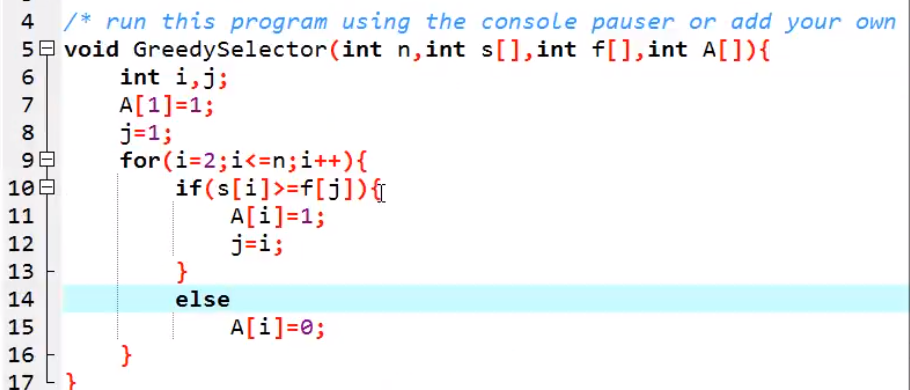 4 /* run this program using the console pauser or add your own
5 void GreedySelector(int n,int s[],int f[],int A[]){
6 int i,j;
7 A[1]=1;
8 j=1;
9 for(i=2;i<=n;i++){
10 if(s[i]>=f[j]){
11 A[i]=1;
12 j=i;
13 }
14 else
15 A[i]=0;
16 }
17 }